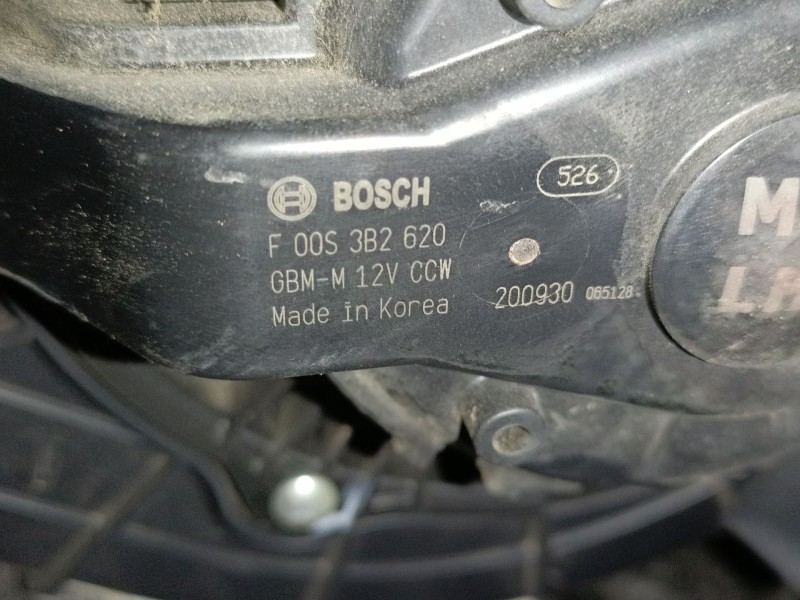 BOSCH
526
F 00S 3B2 620
GBM-M 12V CCW
Made in Korea
200930 065128